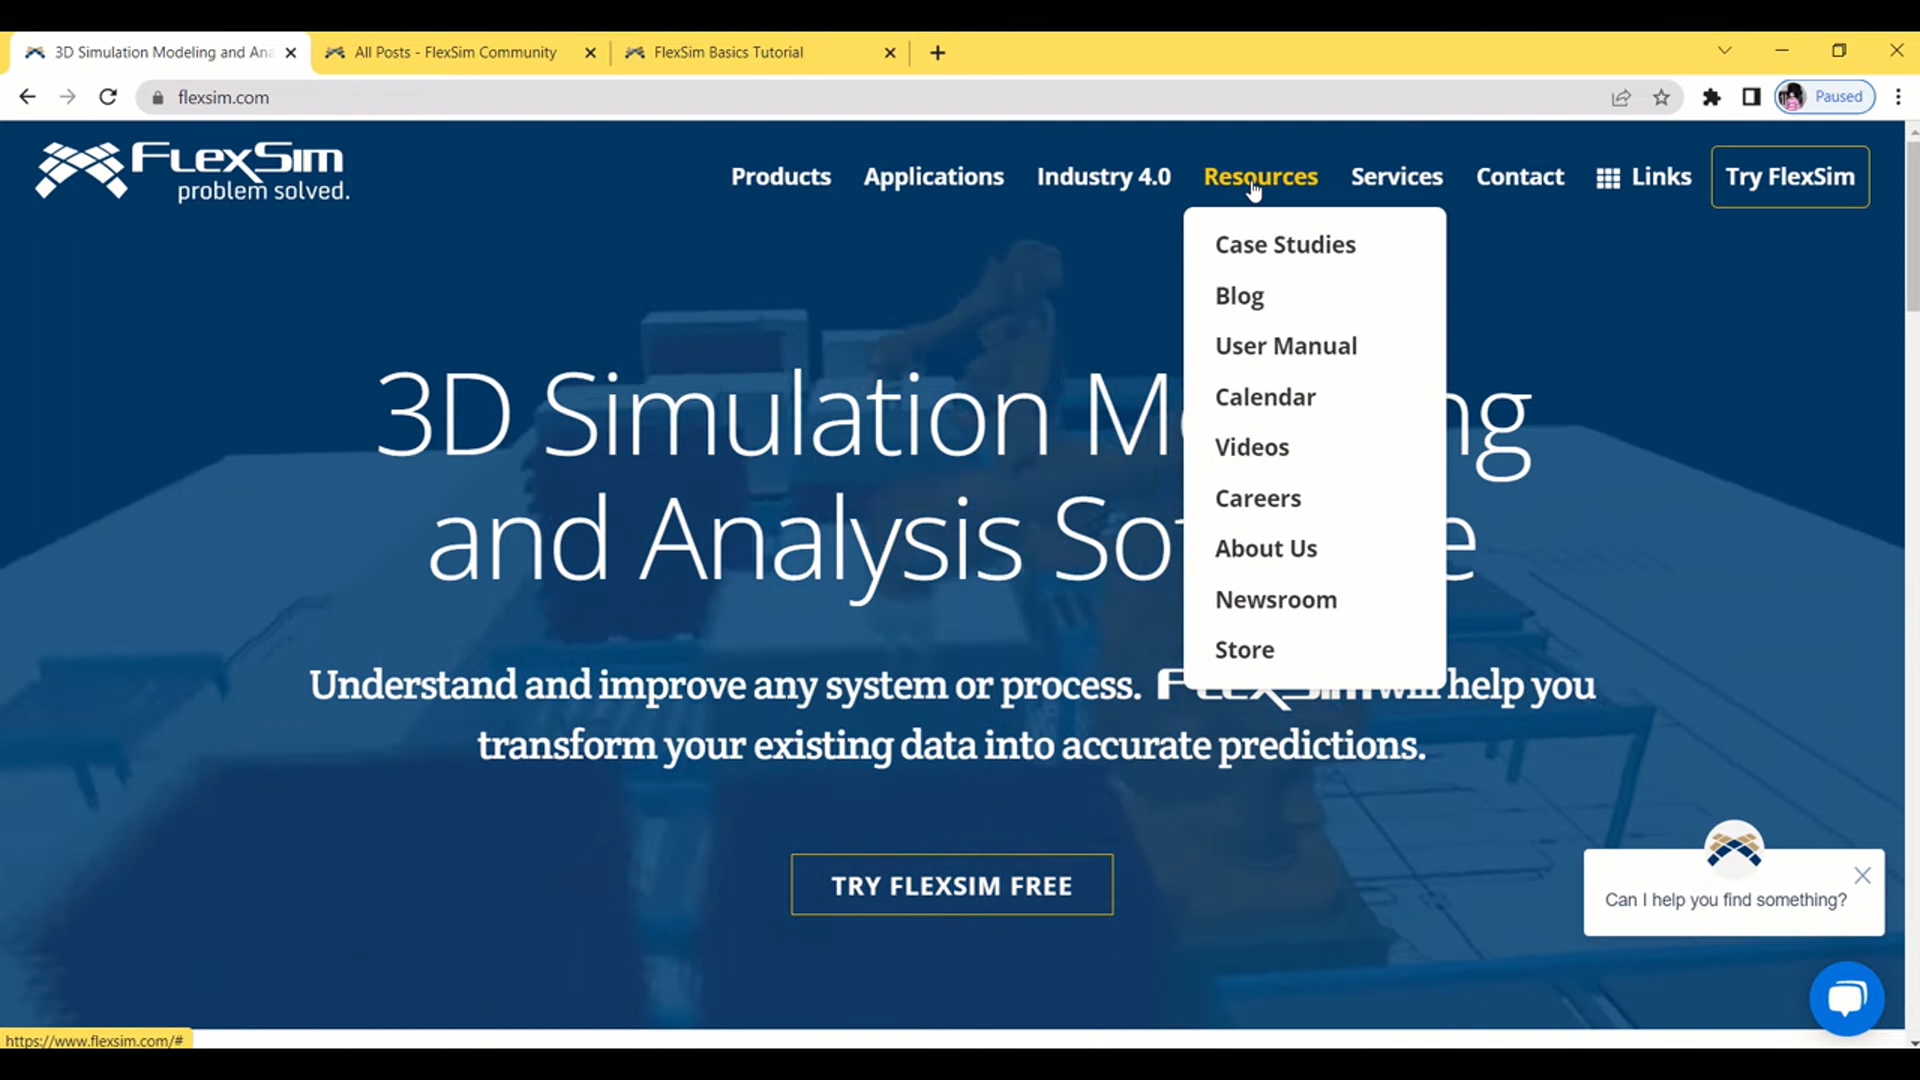 3D Simulation Modeling and Ana
All Posts - FlexSim Community
FlexSim Basics Tutorial
flexsim.com
Paused
FLEXSIM
problem solved.
Products
Applications
Industry 4.0
Resources
Services
Contact
Links
Try FlexSim
Case Studies
Blog
User Manual
Calendar
Videos
Careers
About Us
Newsroom
Store
3D Simulation M ng
and Analysis So e
Understand and improve any system or process. FLEXSIM will help you
transform your existing data into accurate predictions.
TRY FLEXSIM FREE
Can I help you find something?
https://www.flexsim.com/#